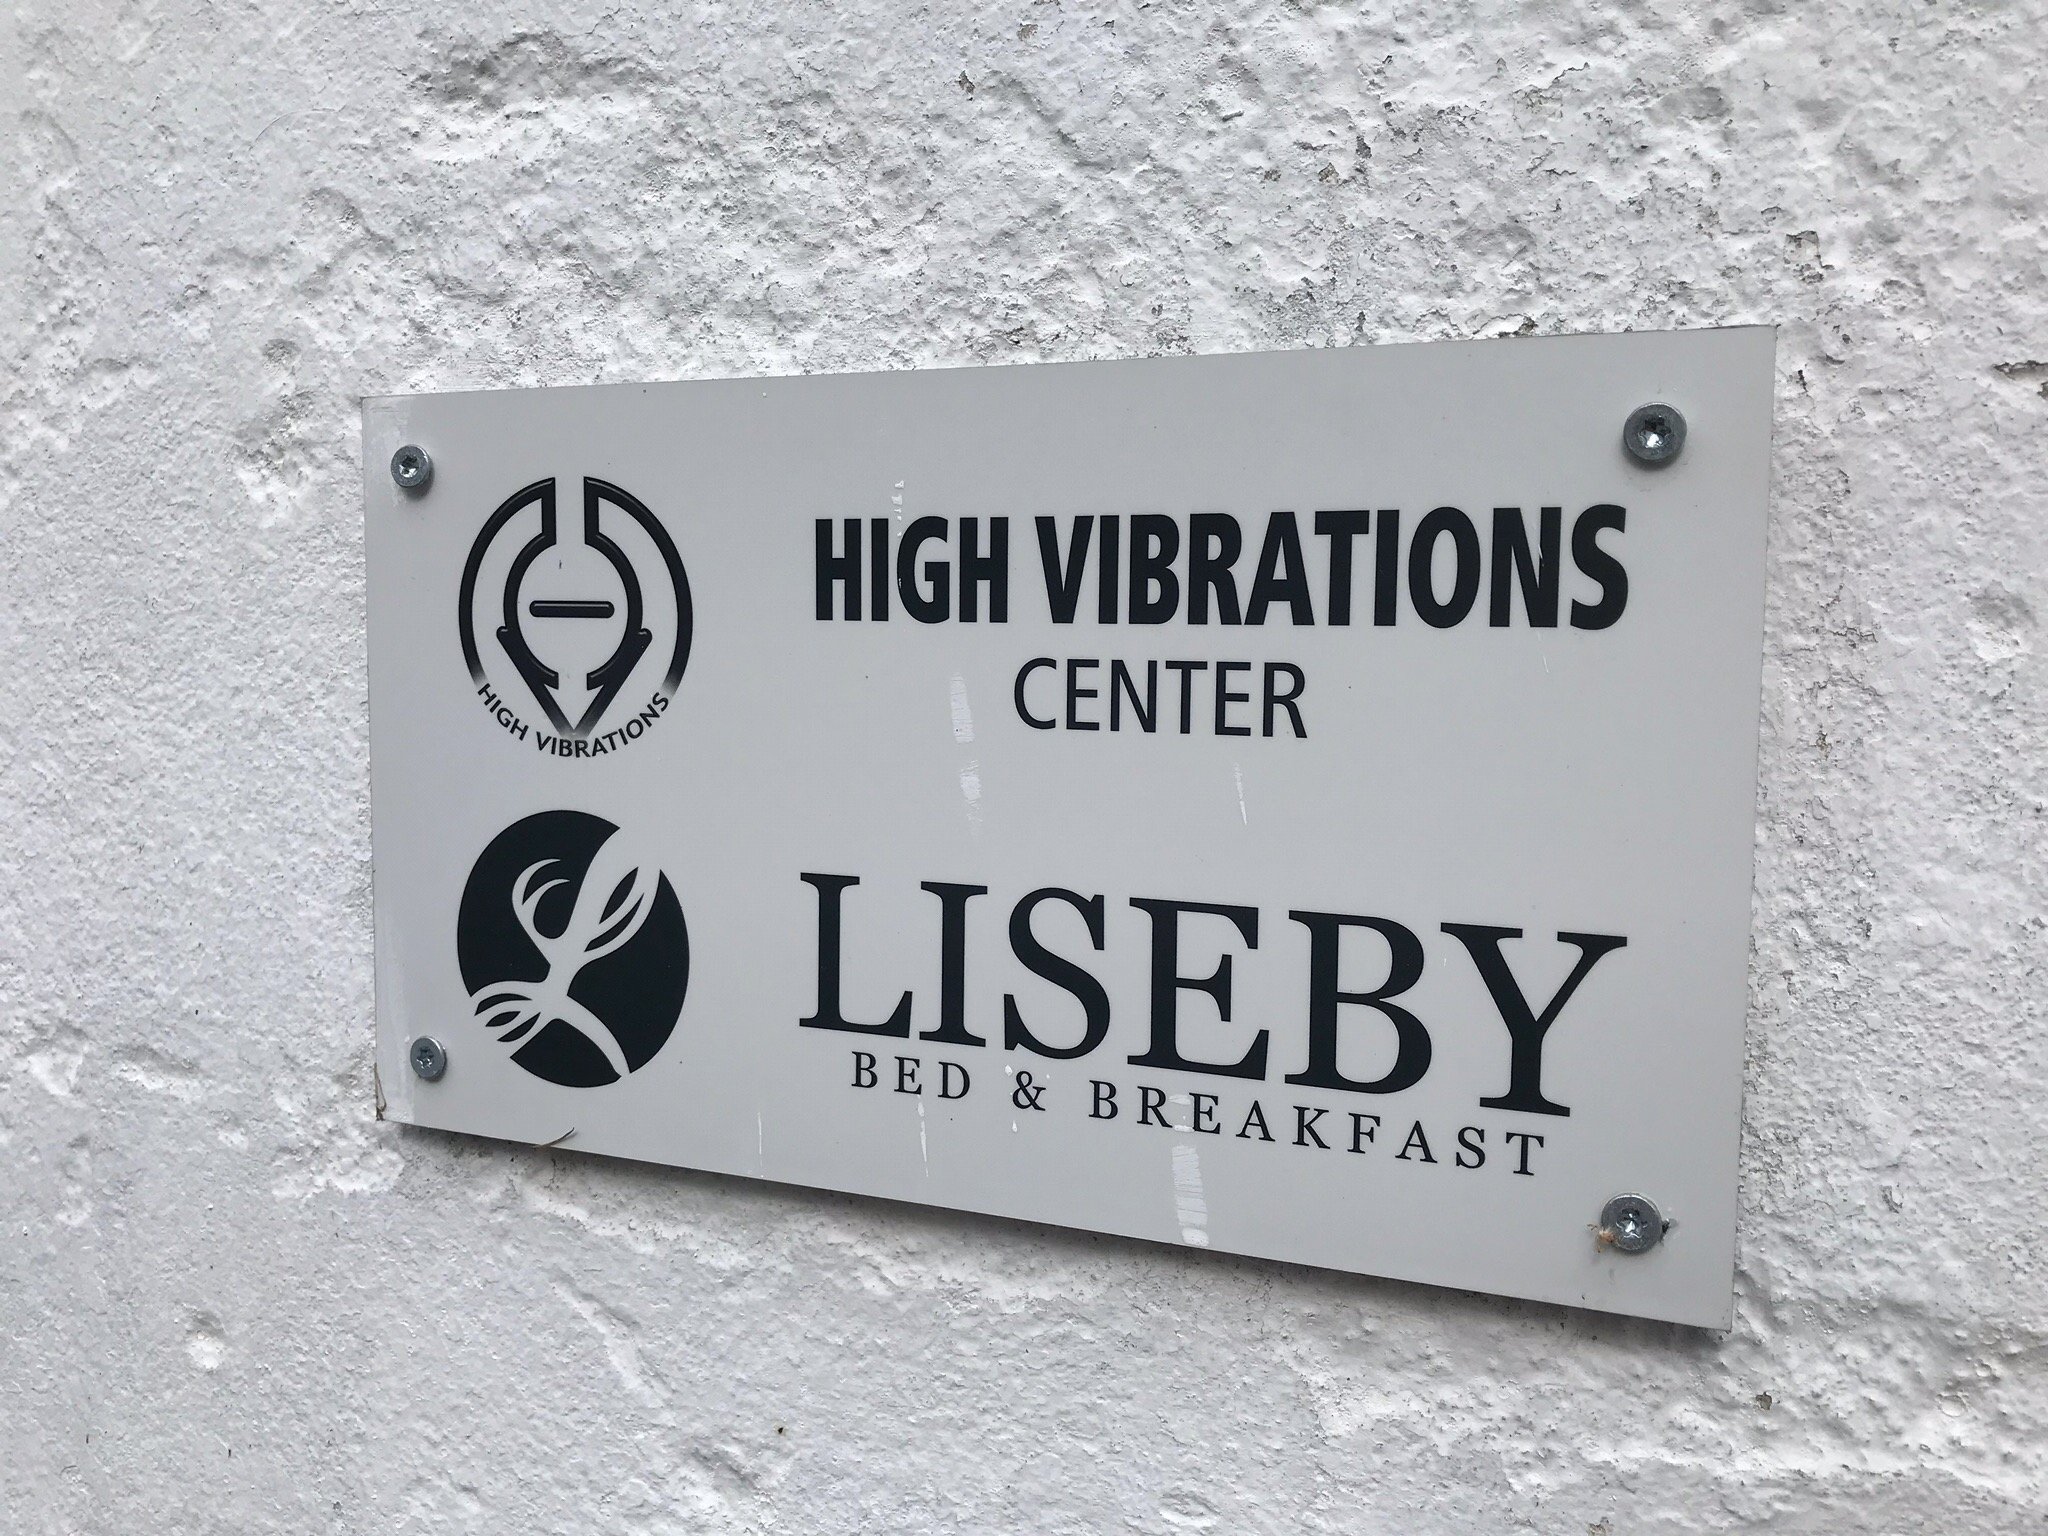 HIGH VIBRATIONS
HIGH VIBRATIONS
CENTER
LISEBY
BED & BREAKFAST